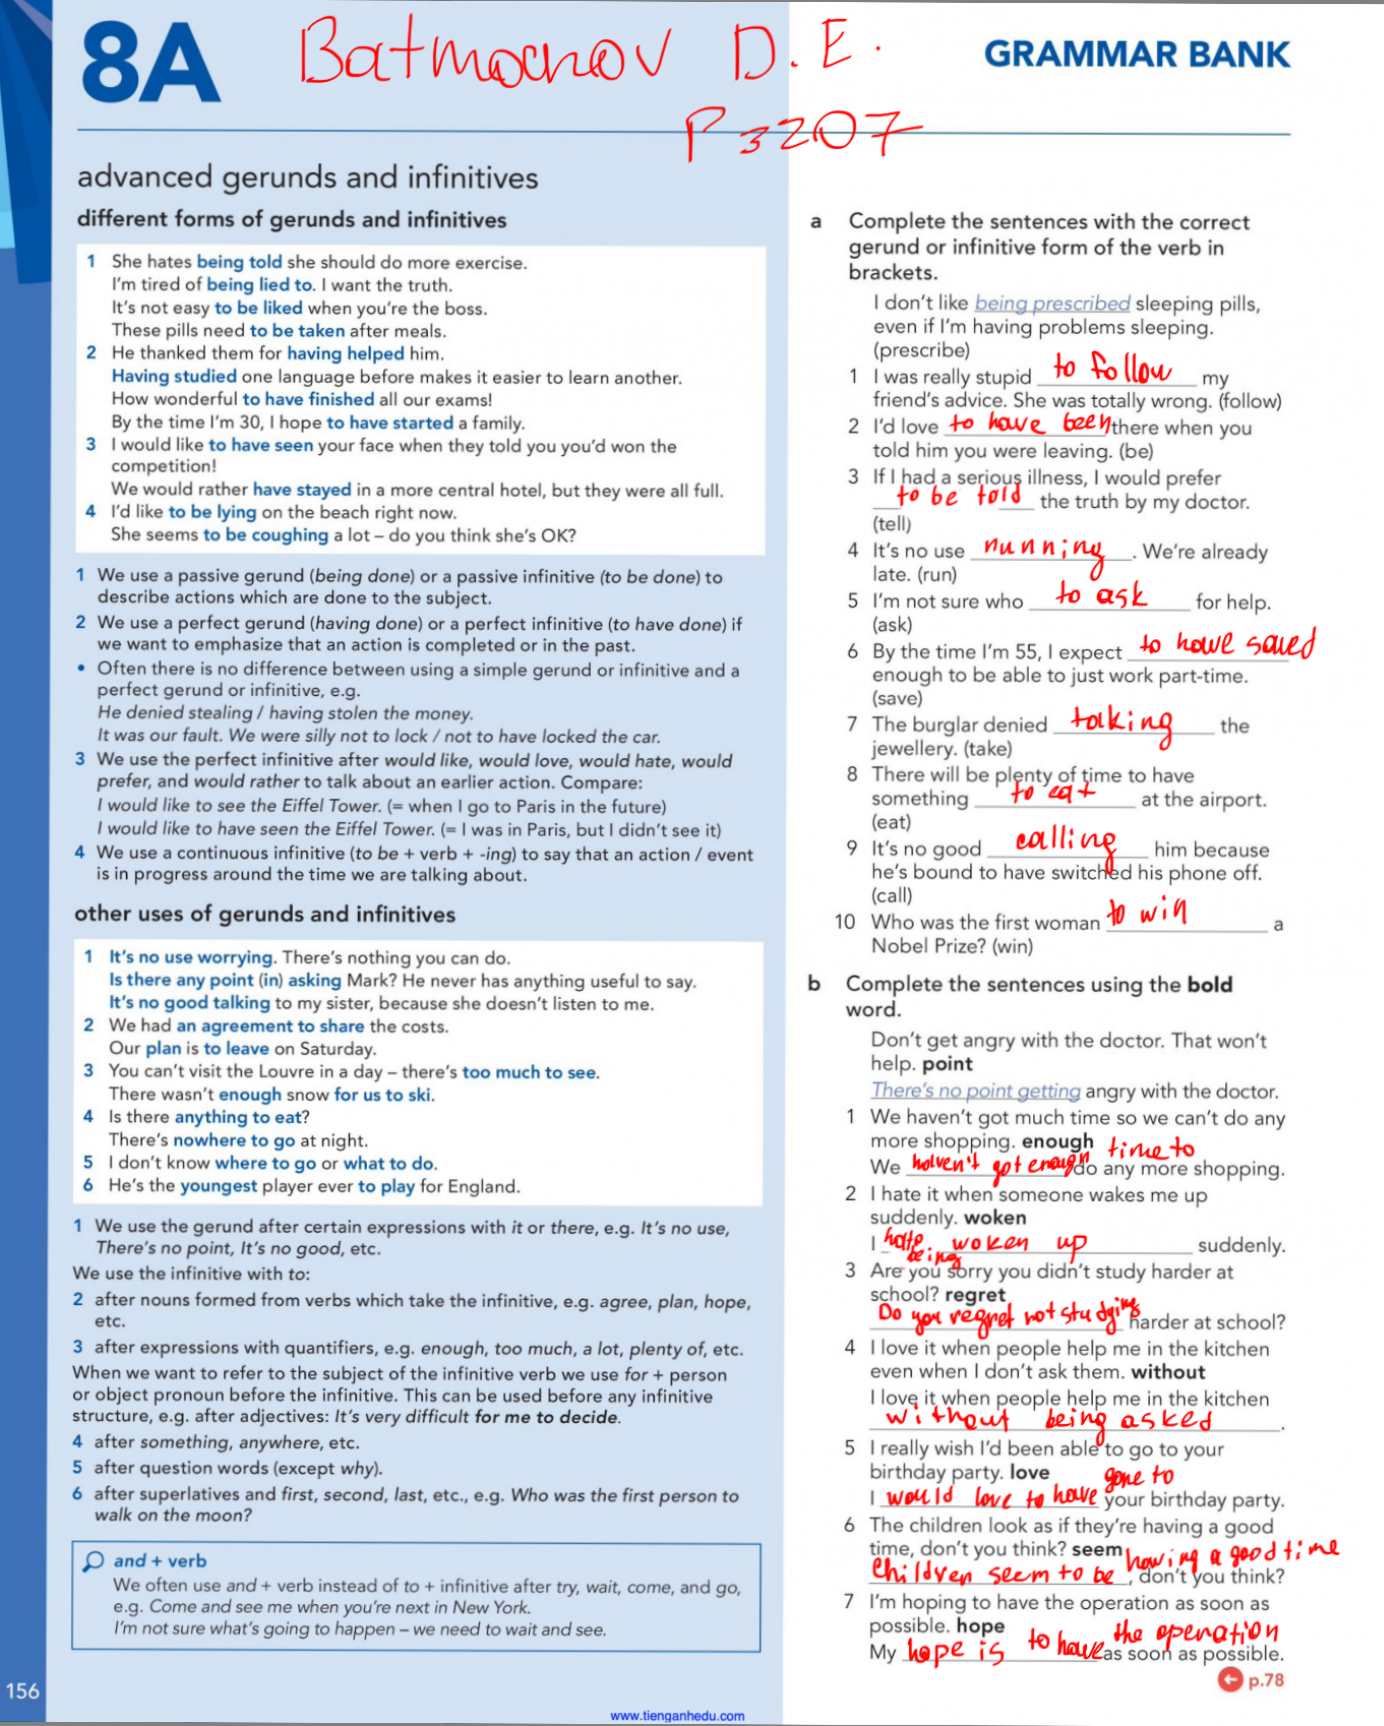 8A
Batmochov D. E.
P3207
GRAMMAR BANK
advanced gerunds and infinitives
different forms of gerunds and infinitives
1 She hates being told she should do more exercise.
I'm tired of being lied to. I want the truth.
It's not easy to be liked when you're the boss.
These pills need to be taken after meals.
2 He thanked them for having helped him.
Having studied one language before makes it easier to learn another.
How wonderful to have finished all our exams!
By the time I'm 30, I hope to have started a family.
3 I would like to have seen your face when they told you you'd won the
competition!
We would rather have stayed in a more central hotel, but they were all full.
4 I'd like to be lying on the beach right now.
She seems to be coughing a lot – do you think she's OK?
1 We use a passive gerund (being done) or a passive infinitive (to be done) to
describe actions which are done to the subject.
2 We use a perfect gerund (having done) or a perfect infinitive (to have done) if
we want to emphasize that an action is completed or in the past.
• Often there is no difference between using a simple gerund or infinitive and a
perfect gerund or infinitive, e.g.
He denied stealing / having stolen the money.
It was our fault. We were silly not to lock / not to have locked the car.
3 We use the perfect infinitive after would like, would love, would hate, would
prefer, and would rather to talk about an earlier action. Compare:
I would like to see the Eiffel Tower. (= when I go to Paris in the future)
I would like to have seen the Eiffel Tower. (= I was in Paris, but I didn't see it)
4 We use a continuous infinitive (to be + verb + -ing) to say that an action / event
is in progress around the time we are talking about.
other uses of gerunds and infinitives
1 It's no use worrying. There's nothing you can do.
Is there any point (in) asking Mark? He never has anything useful to say.
It's no good talking to my sister, because she doesn't listen to me.
2 We had an agreement to share the costs.
Our plan is to leave on Saturday.
3 You can't visit the Louvre in a day – there's too much to see.
There wasn't enough snow for us to ski.
4 Is there anything to eat?
There's nowhere to go at night.
5 I don't know where to go or what to do.
6 He's the youngest player ever to play for England.
1 We use the gerund after certain expressions with it or there, e.g. It's no use,
There's no point, It's no good, etc.
We use the infinitive with to:
2 after nouns formed from verbs which take the infinitive, e.g. agree, plan, hope,
etc.
3 after expressions with quantifiers, e.g. enough, too much, a lot, plenty of, etc.
When we want to refer to the subject of the infinitive verb we use for + person
or object pronoun before the infinitive. This can be used before any infinitive
structure, e.g. after adjectives: It's very difficult for me to decide.
4 after something, anywhere, etc.
5 after question words (except why).
6 after superlatives and first, second, last, etc., e.g. Who was the first person to
walk on the moon?
and + verb
We often use and + verb instead of to + infinitive after try, wait, come, and go,
e.g. Come and see me when you're next in New York.
I'm not sure what's going to happen – we need to wait and see.
156
a Complete the sentences with the correct
gerund or infinitive form of the verb in
brackets.
I don't like being prescribed sleeping pills,
even if I'm having problems sleeping.
(prescribe)
1 I was really stupid to follow my
friend's advice. She was totally wrong. (follow)
2 I'd love to have been there when you
told him you were leaving. (be)
3 If I had a serious illness, I would prefer
to be told the truth by my doctor.
(tell)
4 It's no use running. We're already
late. (run)
5 I'm not sure who to ask for help.
(ask)
6 By the time I'm 55, I expect to have saved
enough to be able to just work part-time.
(save)
7 The burglar denied taking the
jewellery. (take)
8 There will be plenty of time to have
something to eat at the airport.
(eat)
9 It's no good calling him because
he's bound to have switched his phone off.
(call)
10 Who was the first woman to win a
Nobel Prize? (win)
b Complete the sentences using the bold
word.
Don't get angry with the doctor. That won't
help. point
There's no point getting angry with the doctor.
1 We haven't got much time so we can't do any
more shopping. enough
We haven't got enough time to do any more shopping.
2 I hate it when someone wakes me up
suddenly. woken
I hate being woken up suddenly.
3 Are you sorry you didn't study harder at
school? regret
Do you regret not studying harder at school?
4 I love it when people help me in the kitchen
even when I don't ask them. without
I love it when people help me in the kitchen
without being asked.
5 I really wish I'd been able to go to your
birthday party. love
I would love to have gone to your birthday party.
6 The children look as if they're having a good
time, don't you think? seem
Children seem to be having a good time, don't you think?
7 I'm hoping to have the operation as soon as
possible. hope
My hope is to have the operation as soon as possible.
p.78
www.tienganhedu.com